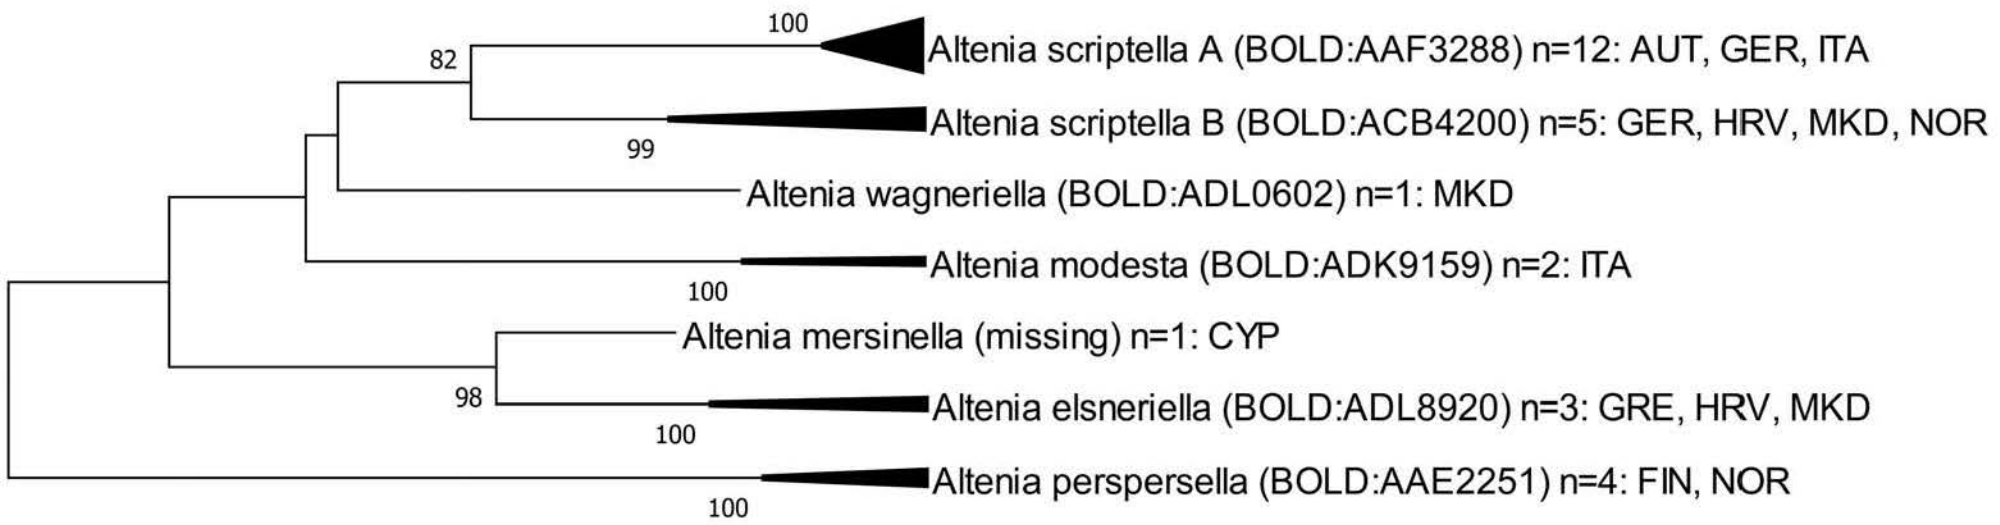 100
82
Altenia scriptella A (BOLD:AAF3288) n=12: AUT, GER, ITA
Altenia scriptella B (BOLD:ACB4200) n=5: GER, HRV, MKD, NOR
99
Altenia wagneriella (BOLD:ADL0602) n=1: MKD
Altenia modesta (BOLD:ADK9159) n=2: ITA
100
Altenia mersinella (missing) n=1: CYP
98
Altenia elsneriella (BOLD:ADL8920) n=3: GRE, HRV, MKD
100
Altenia perspersella (BOLD:AAE2251) n=4: FIN, NOR
100